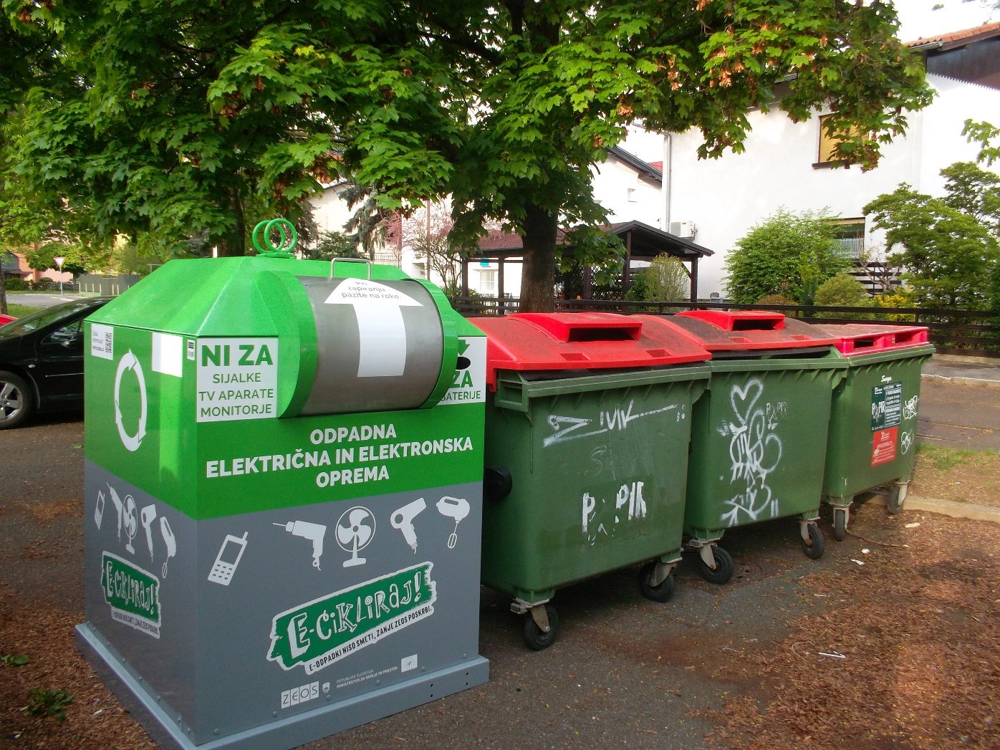 Pri
zapiranju
pazite na roke
NI ZA
SIJALKE
TV APARATE
MONITORJE
ZA
BATERIJE
ODPADNA
ELEKTRIČNA IN ELEKTRONSKA
OPREMA
E-CIKLIRAJ!
E-ODPADKI NISO SMETI, ZANJE ZEOS POSKRBI.
E-CIKLIRAJ!
E-ODPADKI NISO SMETI, ZANJE ZEOS POSKRBI.
ZEOS
REPUBLIKA SLOVENIJA
MINISTRSTVO ZA OKOLJE IN PROSTOR
PAPIR
PAPIR
Snaga
PAPIR